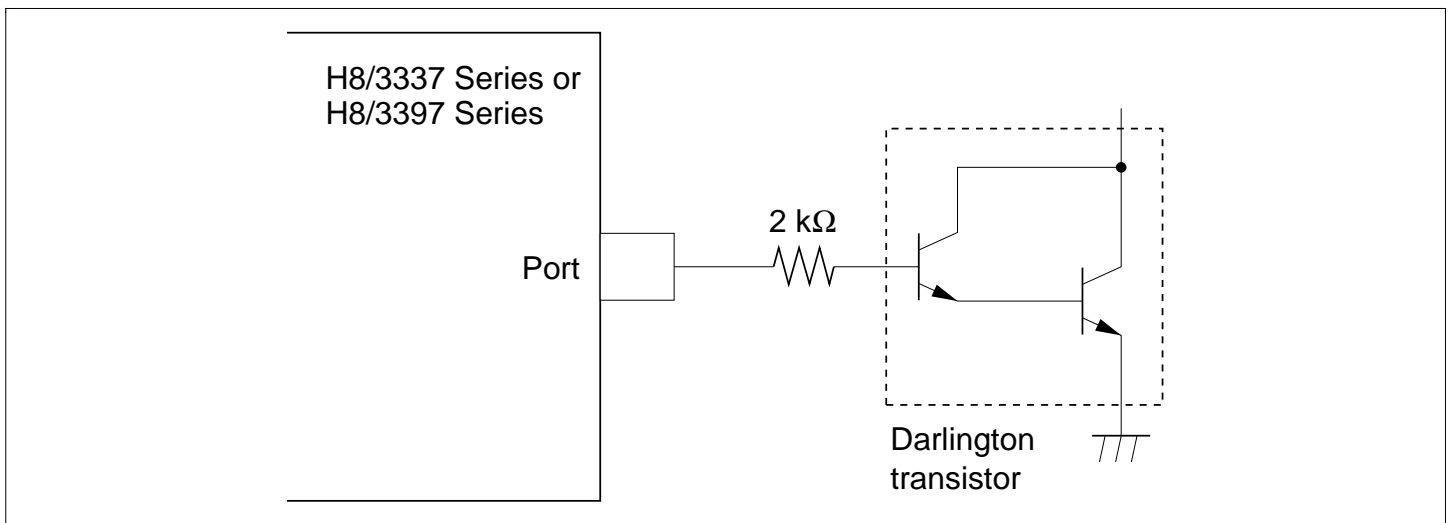 H8/3337 Series or
H8/3397 Series
2 kΩ
Port
Darlington
transistor